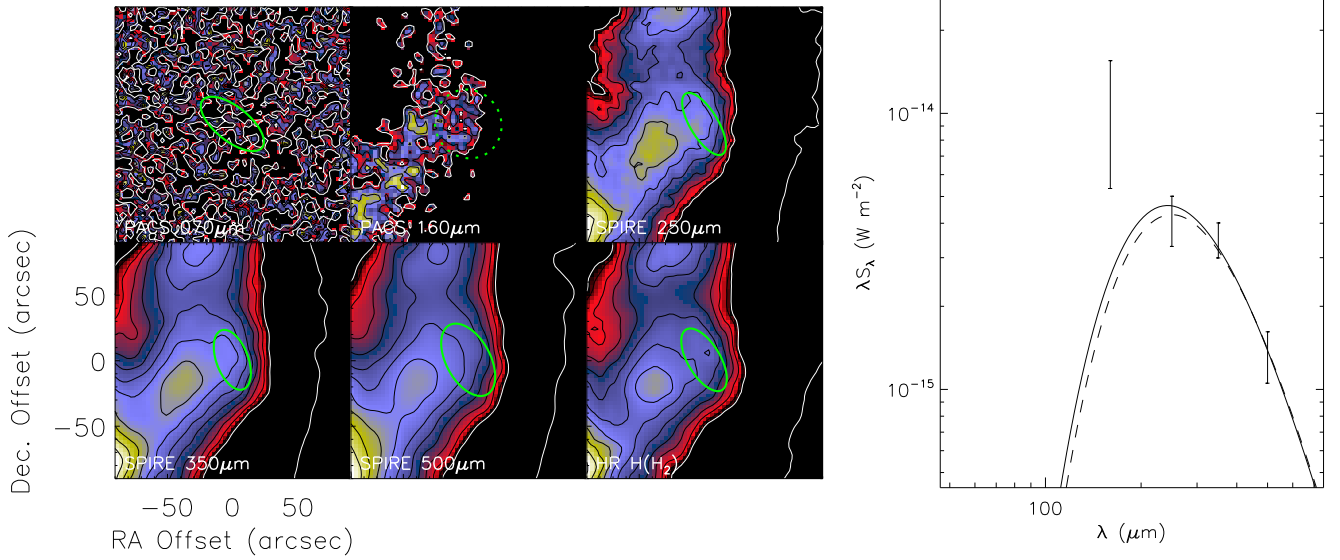 PACS 070μm
PACS 160μm
SPIRE 250μm
SPIRE 350μm
SPIRE 500μm
HR H(H₂)
Dec. Offset (arcsec)
50
0
−50
−50 0 50
RA Offset (arcsec)
λSλ (W m⁻²)
10⁻¹⁴
10⁻¹⁵
100
λ (μm)